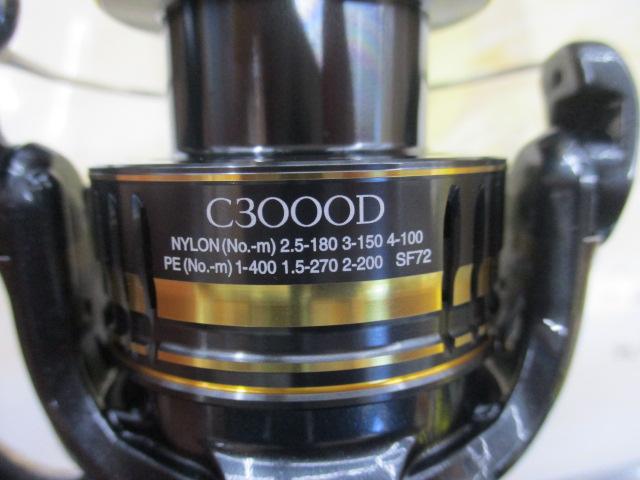 C3000D
NYLON (No.-m) 2.5-180 3-150 4-100
PE (No.-m) 1-400 1.5-270 2-200 SF72